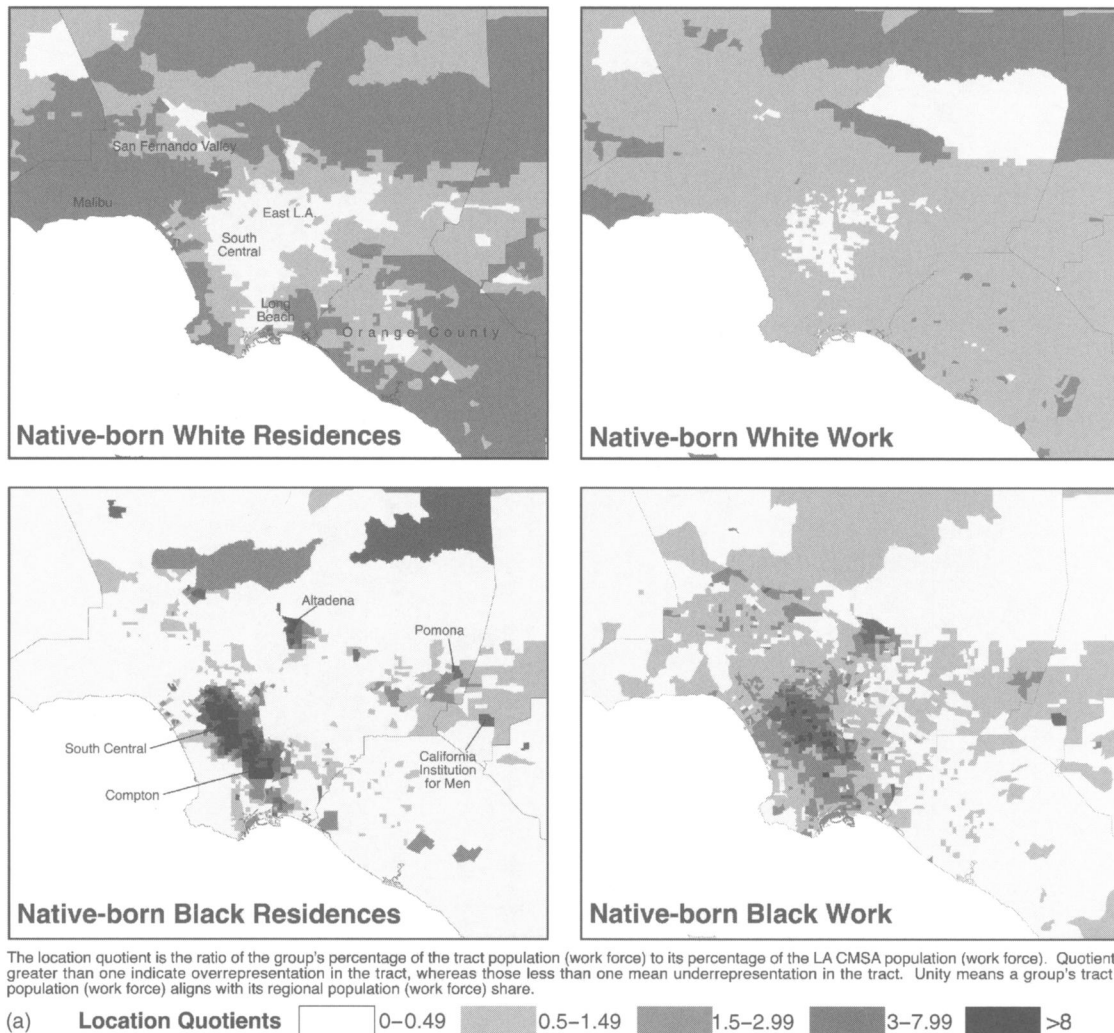 San Fernando Valley
Malibu
East L.A.
South
Central
Long
Beach
Orange County
Native-born White Residences
Native-born White Work
Altadena
Pomona
South Central
Compton
California
Institution
for Men
Native-born Black Residences
Native-born Black Work
The location quotient is the ratio of the group's percentage of the tract population (work force) to its percentage of the LA CMSA population (work force). Quotient
greater than one indicate overrepresentation in the tract, whereas those less than one mean underrepresentation in the tract. Unity means a group's tract
population (work force) aligns with its regional population (work force) share.
(a) Location Quotients 0–0.49 0.5–1.49 1.5–2.99 3–7.99 >8